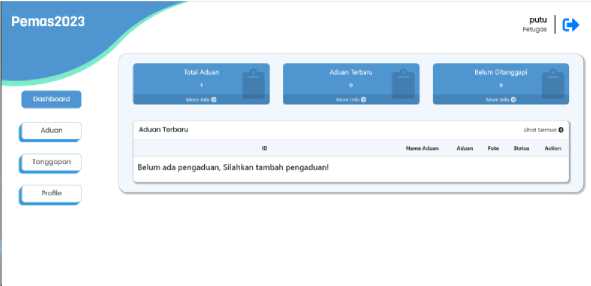 Pemas2023
putu
Petugas
Total Aduan
1
More Info
Aduan Terbaru
0
More Info
Belum Ditanggapi
0
More Info
Dashboard
Aduan
Tanggapan
Profile
Aduan Terbaru
Lihat Semua
ID Nama Aduan Aduan Foto Status Action
Belum ada pengaduan, Silahkan tambah pengaduan!